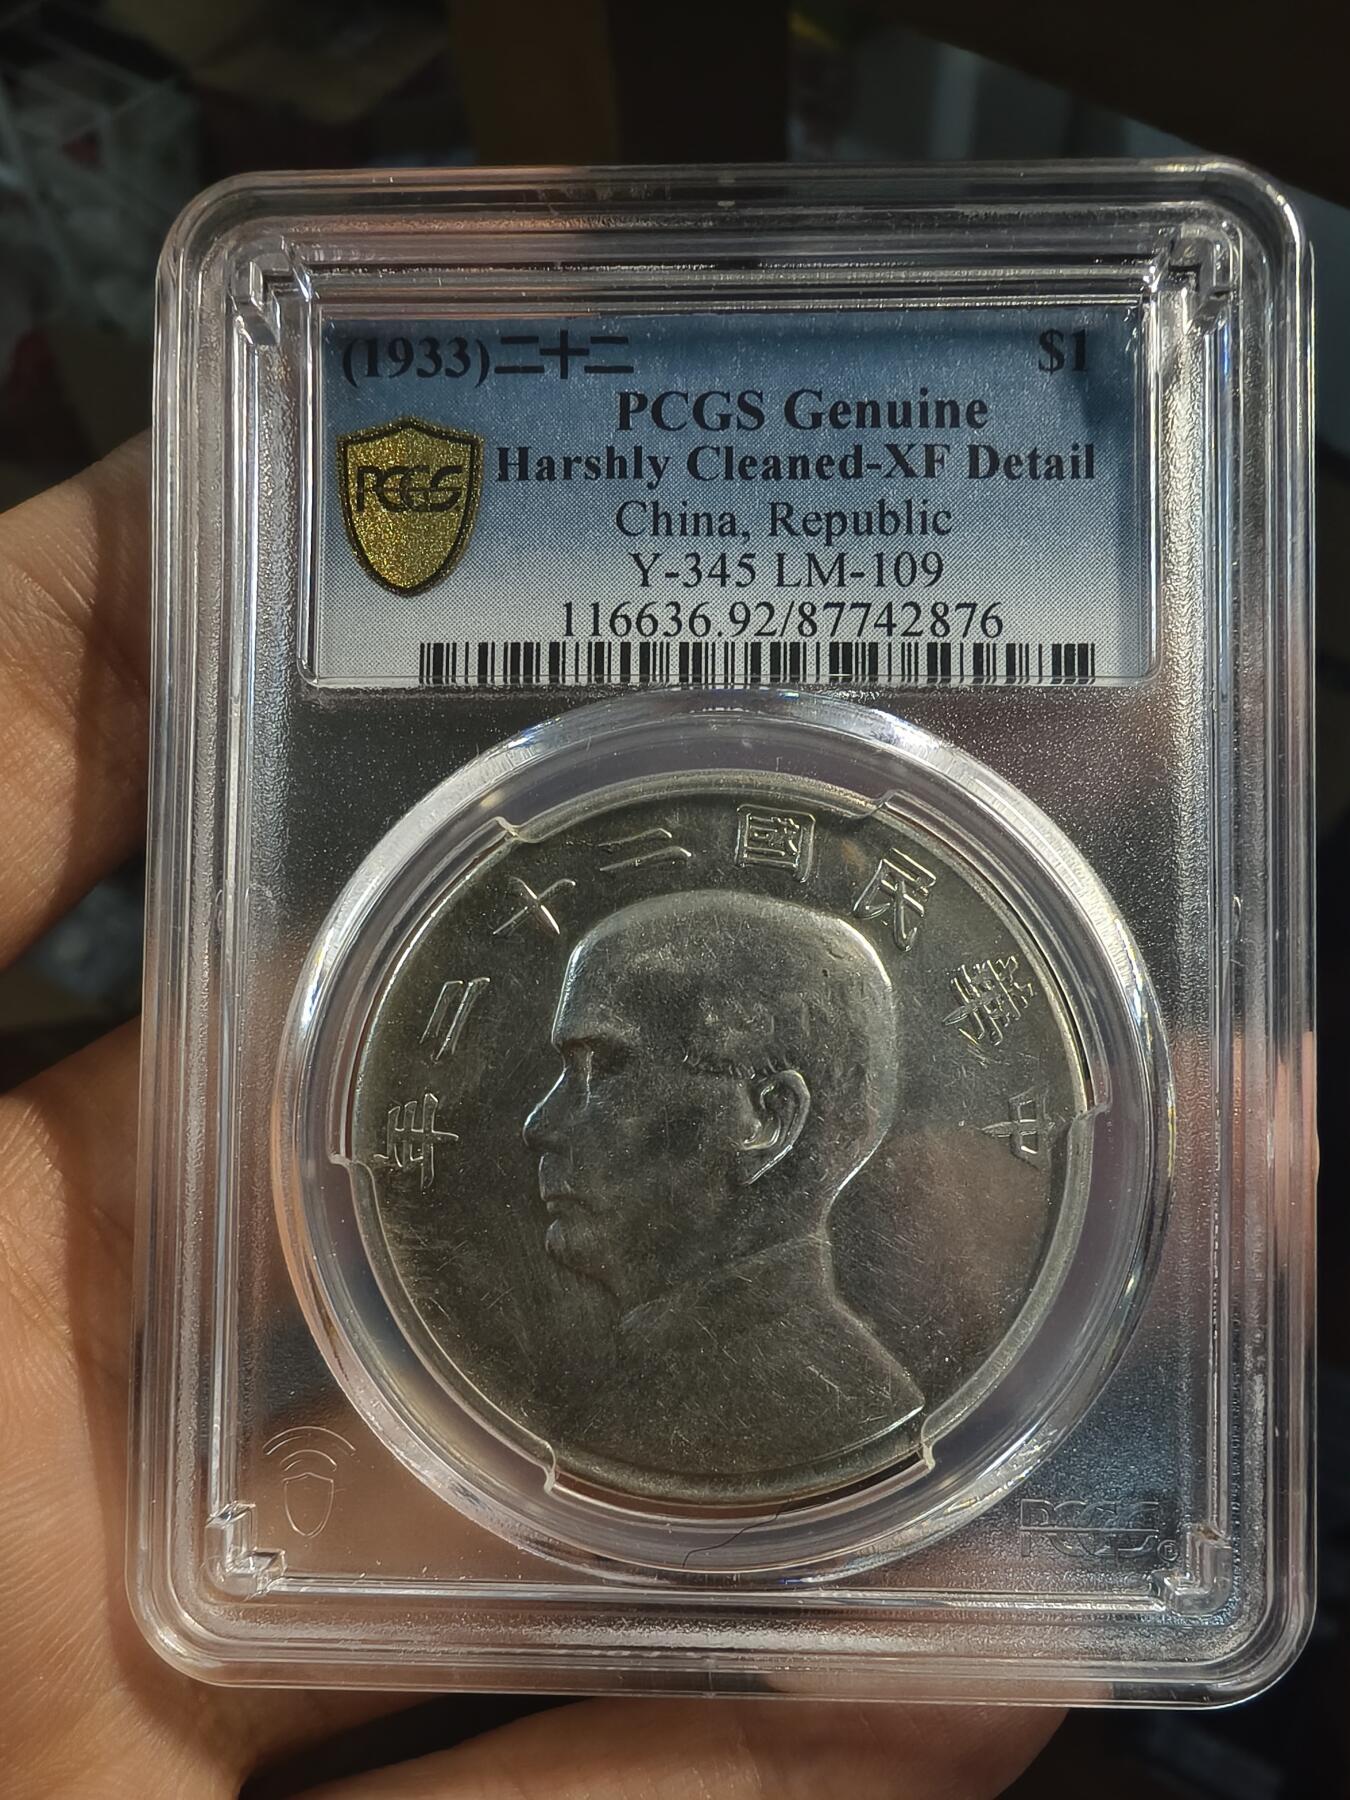 (1933)二十二 $1
PCGS Genuine
PCGS
Harshly Cleaned-XF Detail
China, Republic
Y-345 LM-109
116636.92/87742876
年二十二國民華中
PCGS®